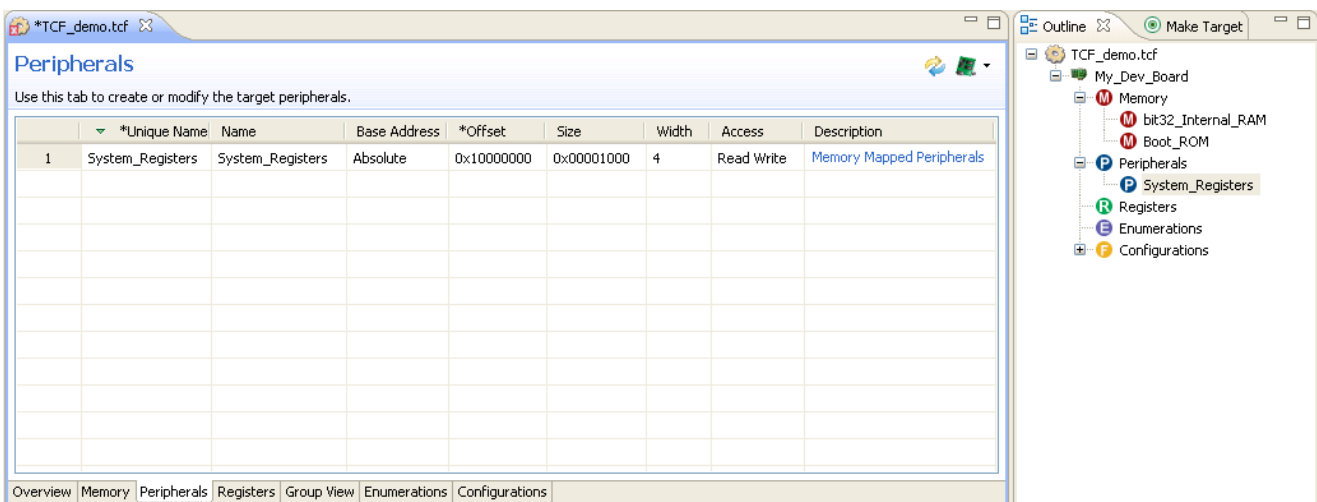 *TCF_demo.tcf
Peripherals
Use this tab to create or modify the target peripherals.
*Unique Name Name Base Address *Offset Size Width Access Description
1 System_Registers System_Registers Absolute 0x10000000 0x00001000 4 Read Write Memory Mapped Peripherals
Overview Memory Peripherals Registers Group View Enumerations Configurations
Outline Make Target
TCF_demo.tcf
My_Dev_Board
M Memory
M bit32_Internal_RAM
M Boot_ROM
P Peripherals
P System_Registers
R Registers
E Enumerations
F Configurations